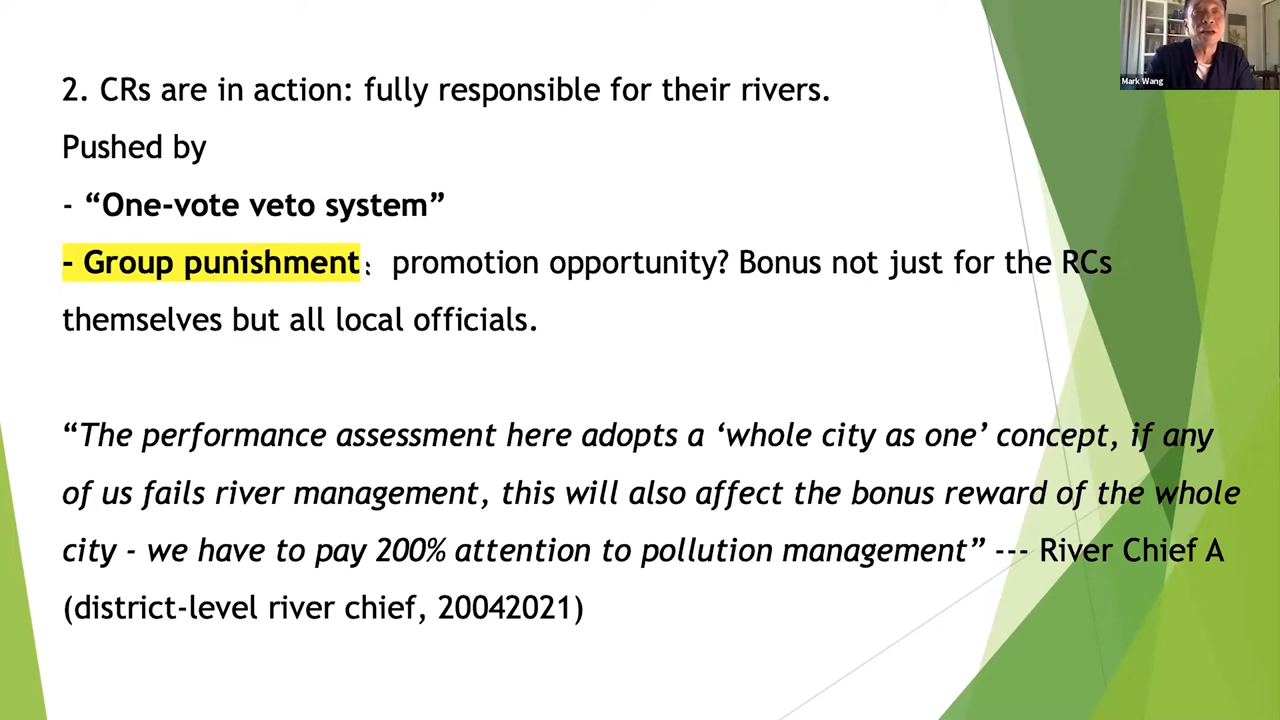 2. CRs are in action: fully responsible for their rivers.
Pushed by
- “One-vote veto system”
- Group punishment： promotion opportunity? Bonus not just for the RCs
themselves but all local officials.
“The performance assessment here adopts a ‘whole city as one’ concept, if any
of us fails river management, this will also affect the bonus reward of the whole
city - we have to pay 200% attention to pollution management” --- River Chief A
(district-level river chief, 20042021)
Mark Wang